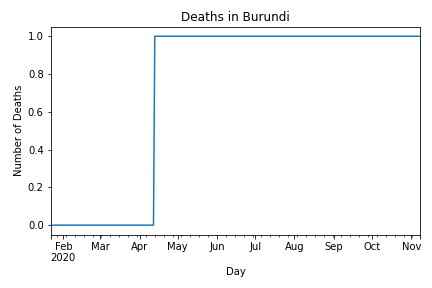 Deaths in Burundi
Number of Deaths
1.0
0.8
0.6
0.4
0.2
0.0
Feb Mar Apr May Jun Jul Aug Sep Oct Nov
2020
Day